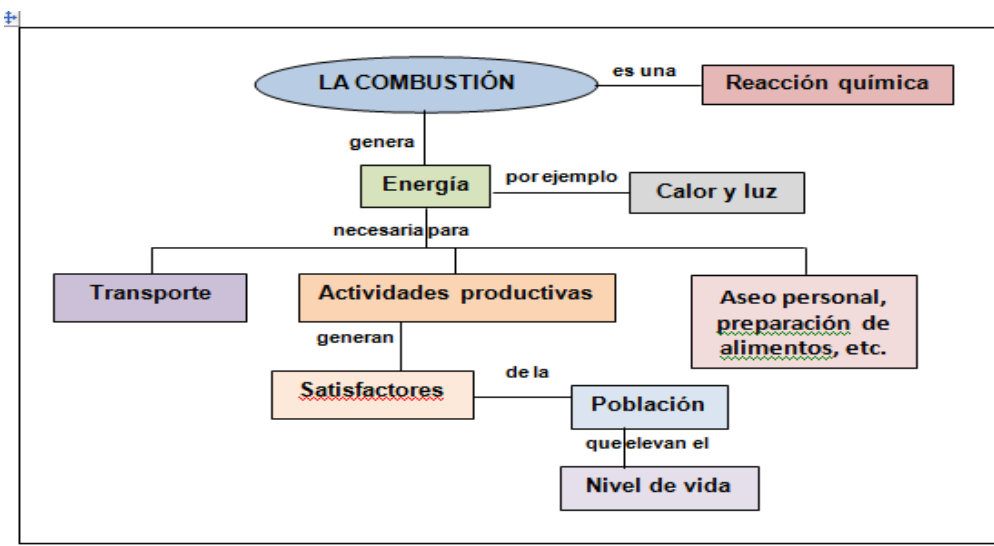 LA COMBUSTIÓN
es una
Reacción química
genera
Energía
por ejemplo
Calor y luz
necesaria para
Transporte
Actividades productivas
Aseo personal,
preparación de
alimentos, etc.
generan
Satisfactores
de la
Población
que elevan el
Nivel de vida